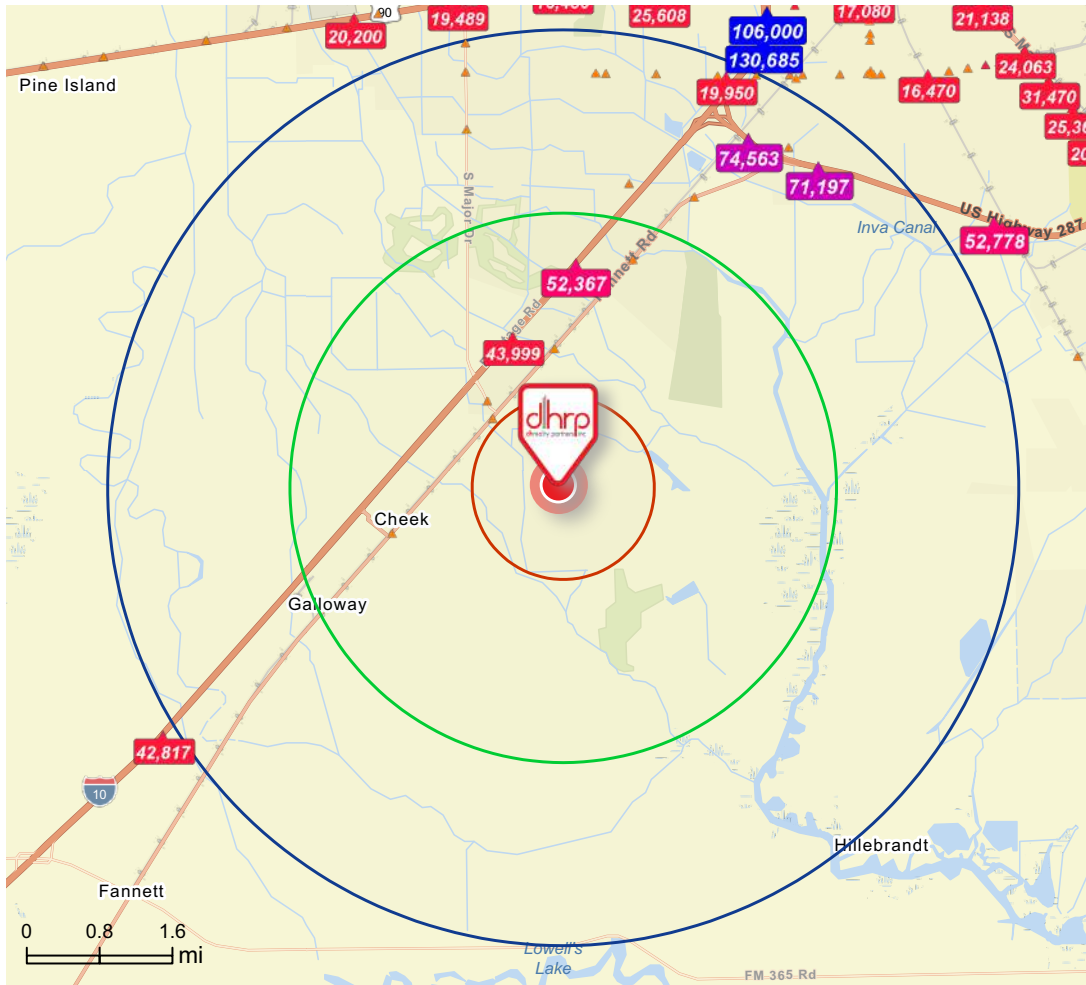 90
19,489
25,608
17,080
21,138
20,200
106,000
130,685
24,063
19,950
16,470
31,470
Pine Island
74,563
71,197
S Major Dr
US Highway 287
Inva Canal
52,778
52,367
Fannett Rd
43,999
dlhrp
Cheek
Galloway
42,817
10
Hillebrandt
Fannett
0 0.8 1.6
mi
Lowell's
Lake
FM 365 Rd